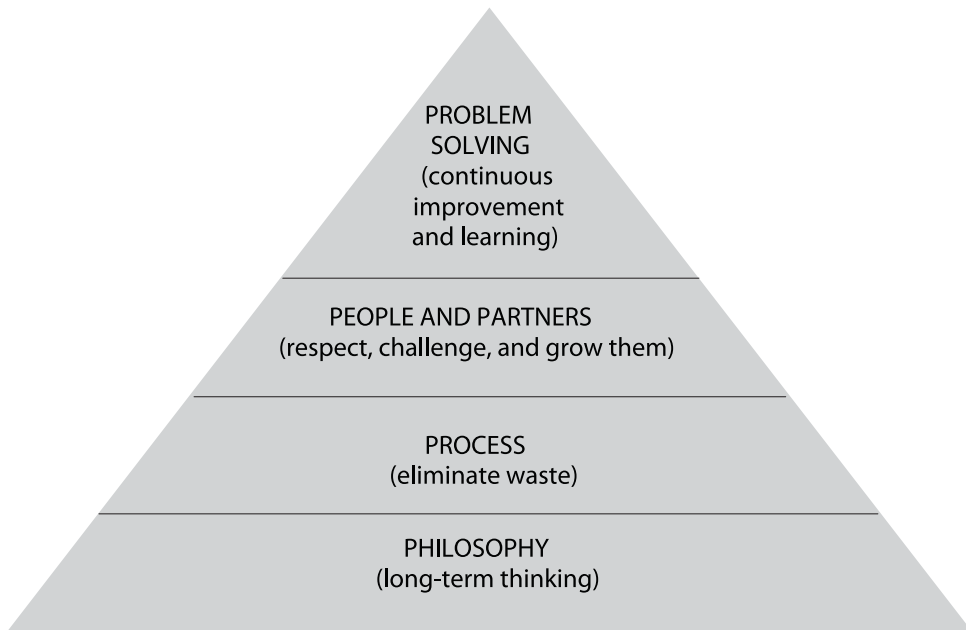 PROBLEM
SOLVING
(continuous
improvement
and learning)
PEOPLE AND PARTNERS
(respect, challenge, and grow them)
PROCESS
(eliminate waste)
PHILOSOPHY
(long-term thinking)